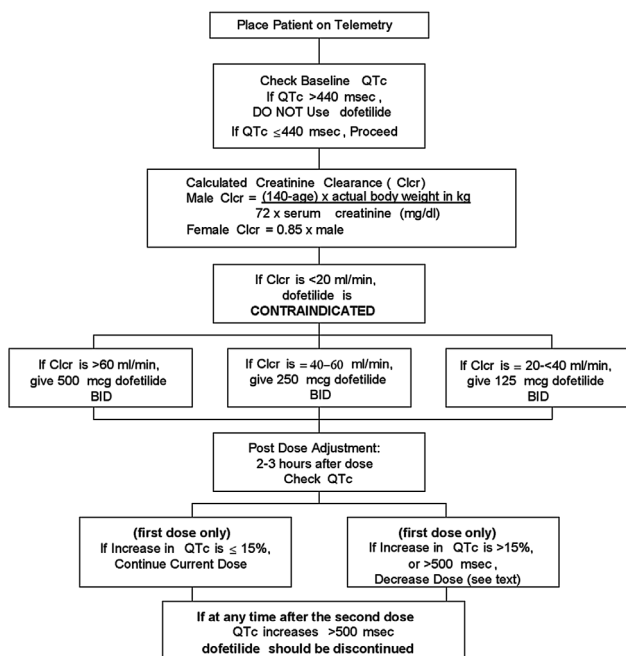 Place Patient on Telemetry
Check Baseline QTc
If QTc >440 msec,
DO NOT Use dofetilide
If QTc ≤440 msec, Proceed
Calculated Creatinine Clearance ( Clcr)
Male Clcr = (140-age) x actual body weight in kg
72 x serum creatinine (mg/dl)
Female Clcr = 0.85 x male
If Clcr is <20 ml/min,
dofetilide is
CONTRAINDICATED
If Clcr is >60 ml/min,
give 500 mcg dofetilide
BID
If Clcr is = 40–60 ml/min,
give 250 mcg dofetilide
BID
If Clcr is = 20-<40 ml/min,
give 125 mcg dofetilide
BID
Post Dose Adjustment:
2-3 hours after dose
Check QTc
(first dose only)
If Increase in QTc is ≤ 15%,
Continue Current Dose
(first dose only)
If Increase in QTc is >15%,
or >500 msec,
Decrease Dose (see text)
If at any time after the second dose
QTc increases >500 msec
dofetilide should be discontinued